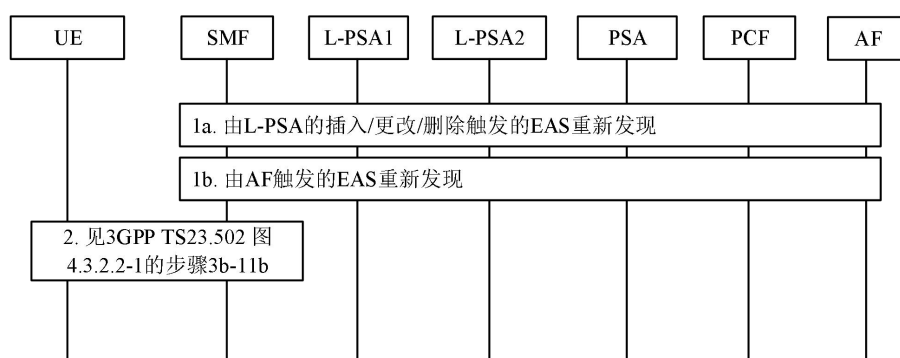 UE
SMF
L-PSA1
L-PSA2
PSA
PCF
AF
1a. 由L-PSA的插入/更改/删除触发的EAS重新发现
1b. 由AF触发的EAS重新发现
2. 见3GPP TS23.502 图
4.3.2.2-1的步骤3b-11b